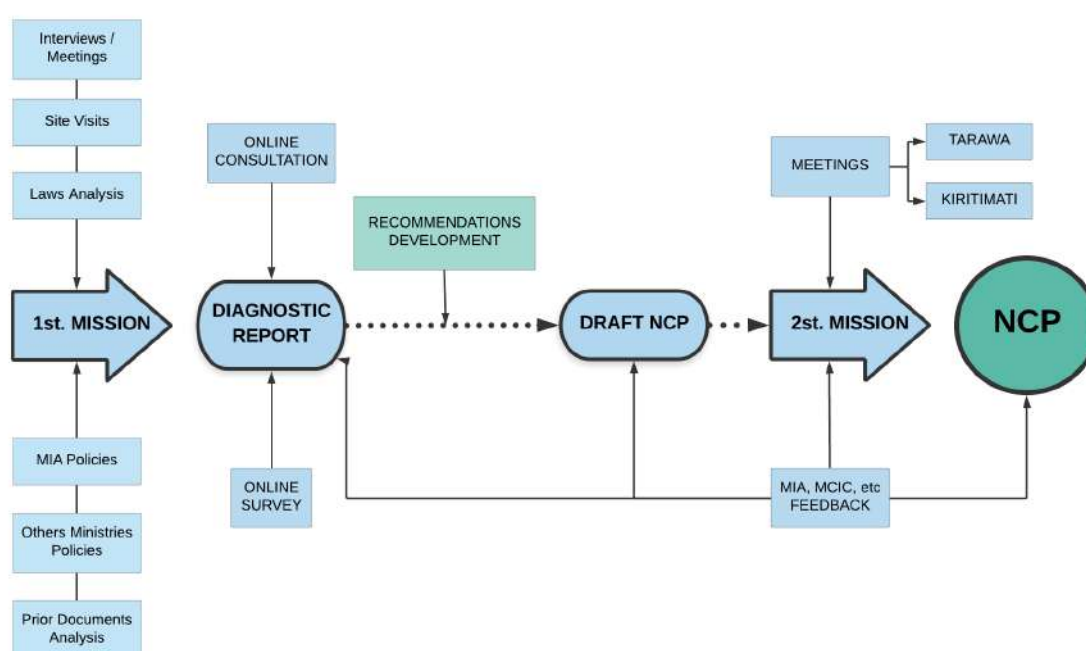 Interviews /
Meetings
Site Visits
Laws Analysis
1st. MISSION
MIA Policies
Others Ministries
Policies
Prior Documents
Analysis
ONLINE
CONSULTATION
DIAGNOSTIC
REPORT
ONLINE
SURVEY
RECOMMENDATIONS
DEVELOPMENT
DRAFT NCP
MEETINGS
TARAWA
KIRITIMATI
2st. MISSION
MIA, MCIC, etc
FEEDBACK
NCP